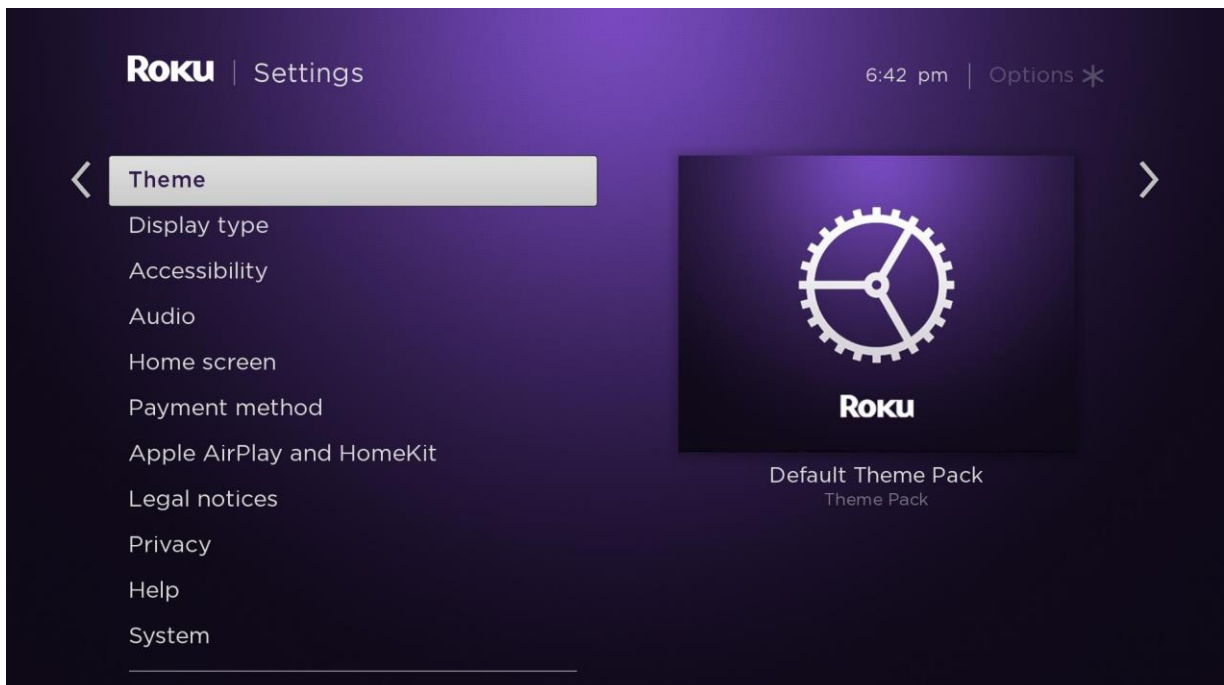 Roku | Settings
6:42 pm | Options *
Theme
Display type
Accessibility
Audio
Home screen
Payment method
Apple AirPlay and HomeKit
Legal notices
Privacy
Help
System
Roku
Default Theme Pack
Theme Pack